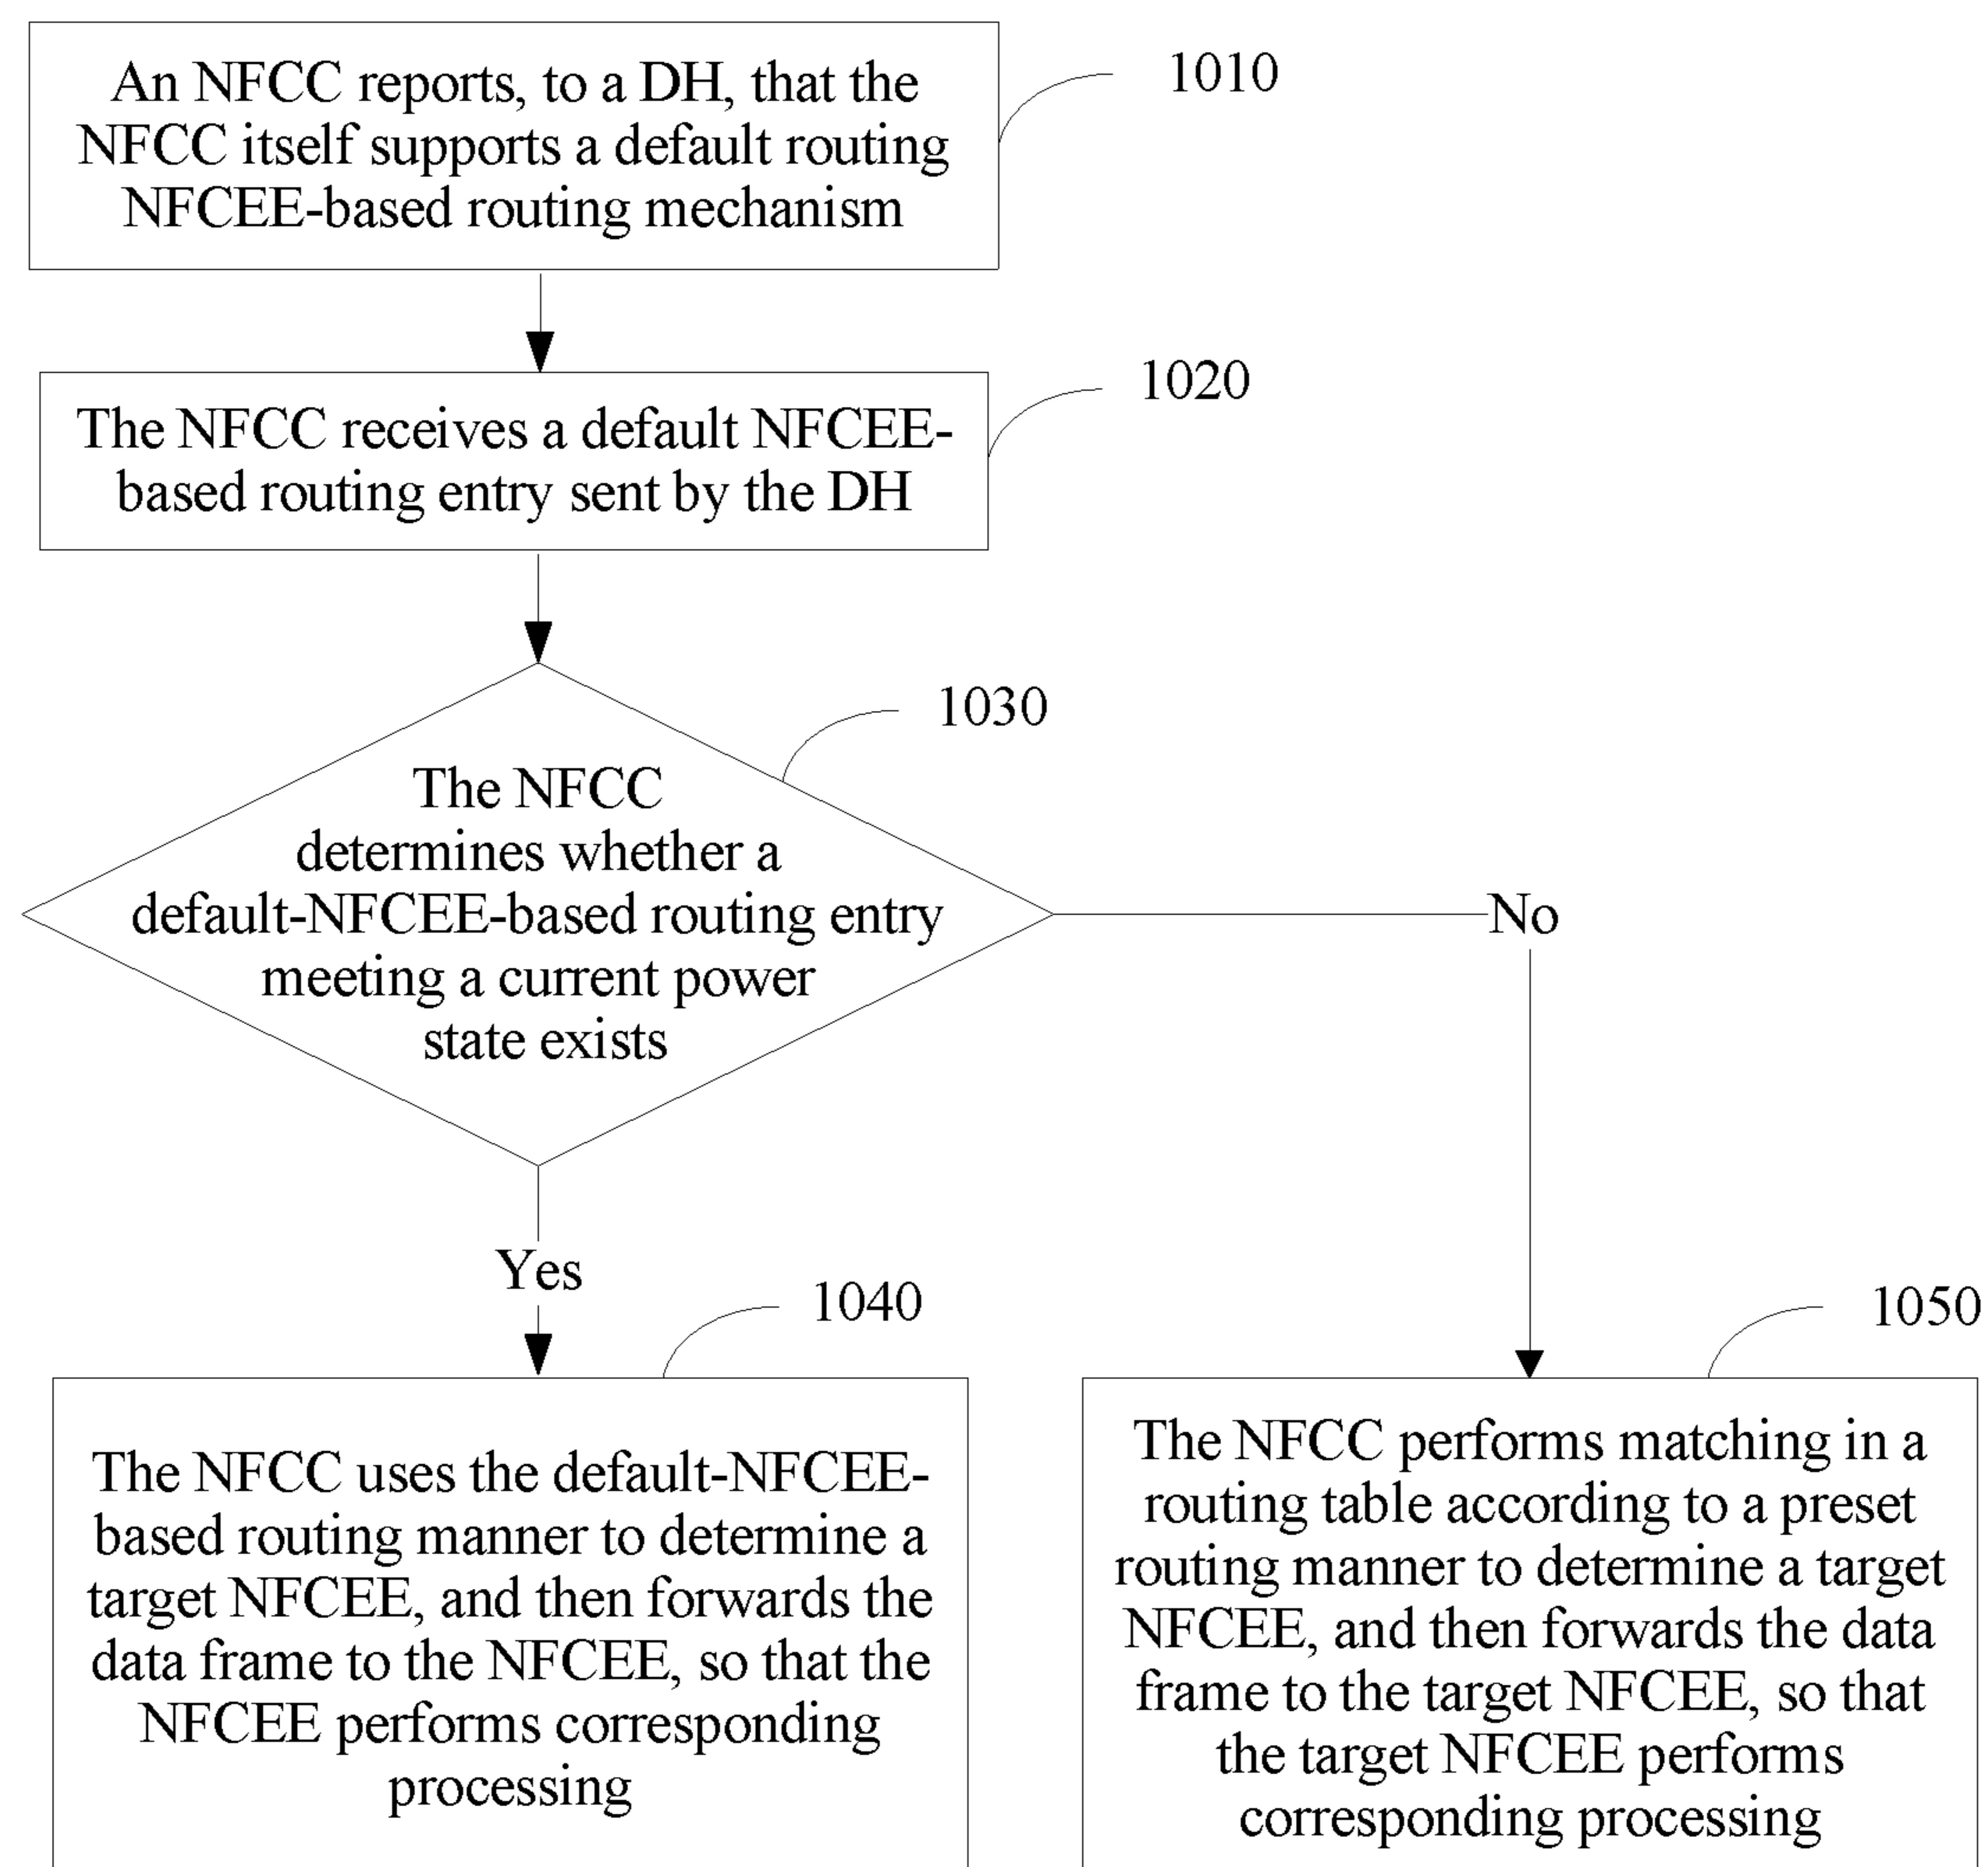 An NFCC reports, to a DH, that the
NFCC itself supports a default routing
NFCEE-based routing mechanism
1010
The NFCC receives a default NFCEE-
based routing entry sent by the DH
1020
The NFCC
determines whether a
default-NFCEE-based routing entry
meeting a current power
state exists
1030
No
Yes
1040
The NFCC uses the default-NFCEE-
based routing manner to determine a
target NFCEE, and then forwards the
data frame to the NFCEE, so that the
NFCEE performs corresponding
processing
1050
The NFCC performs matching in a
routing table according to a preset
routing manner to determine a target
NFCEE, and then forwards the data
frame to the target NFCEE, so that
the target NFCEE performs
corresponding processing